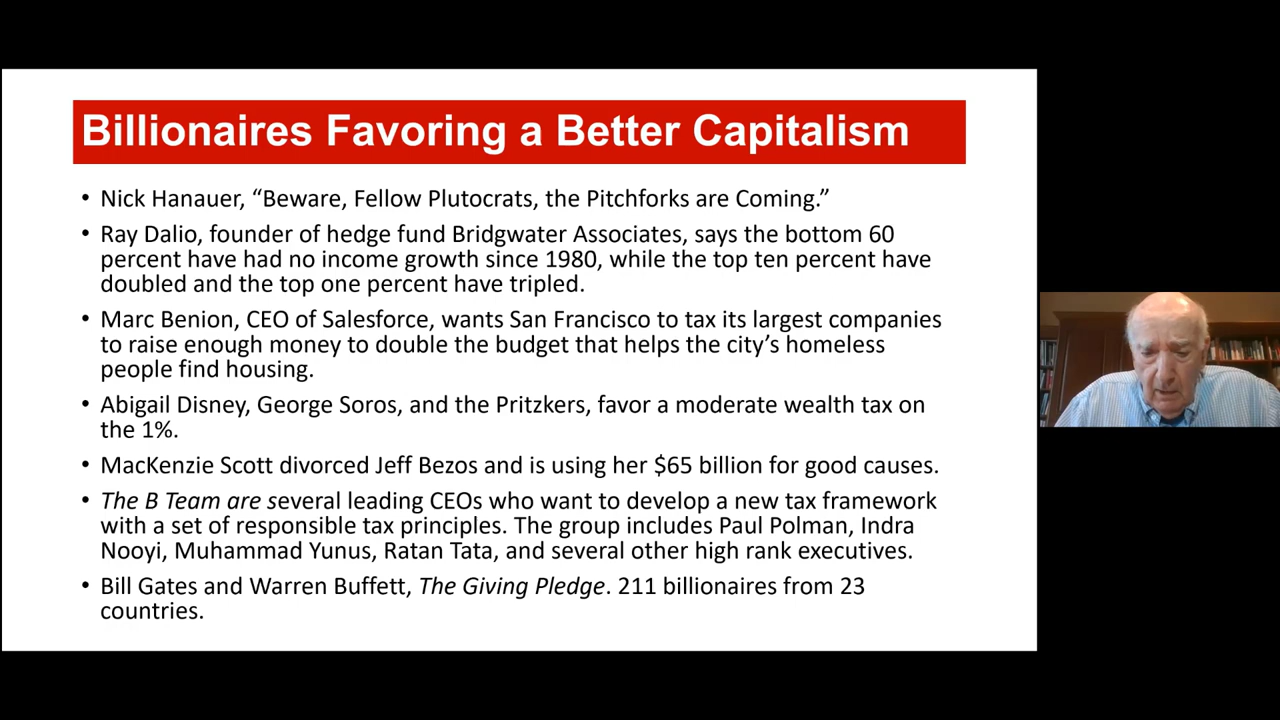 Billionaires Favoring a Better Capitalism
• Nick Hanauer, “Beware, Fellow Plutocrats, the Pitchforks are Coming.”
• Ray Dalio, founder of hedge fund Bridgwater Associates, says the bottom 60
percent have had no income growth since 1980, while the top ten percent have
doubled and the top one percent have tripled.
• Marc Benion, CEO of Salesforce, wants San Francisco to tax its largest companies
to raise enough money to double the budget that helps the city’s homeless
people find housing.
• Abigail Disney, George Soros, and the Pritzkers, favor a moderate wealth tax on
the 1%.
• MacKenzie Scott divorced Jeff Bezos and is using her $65 billion for good causes.
• The B Team are several leading CEOs who want to develop a new tax framework
with a set of responsible tax principles. The group includes Paul Polman, Indra
Nooyi, Muhammad Yunus, Ratan Tata, and several other high rank executives.
• Bill Gates and Warren Buffett, The Giving Pledge. 211 billionaires from 23
countries.